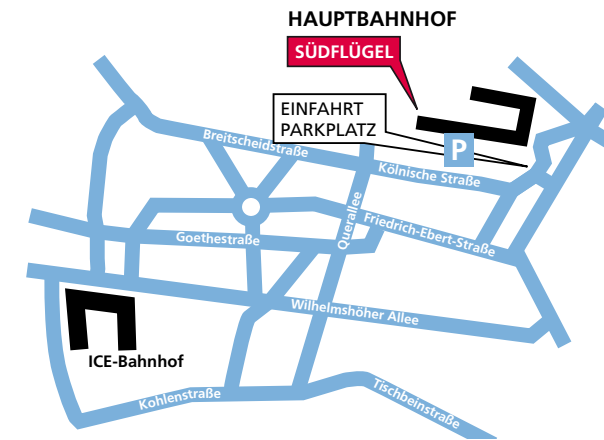 HAUPTBAHNHOF
SÜDFLÜGEL
EINFAHRT
PARKPLATZ
P
Breitscheidstraße
Kölnische Straße
Querallee
Friedrich-Ebert-Straße
Goethestraße
Wilhelmshöher Allee
ICE-Bahnhof
Kohlenstraße
Tischbeinstraße